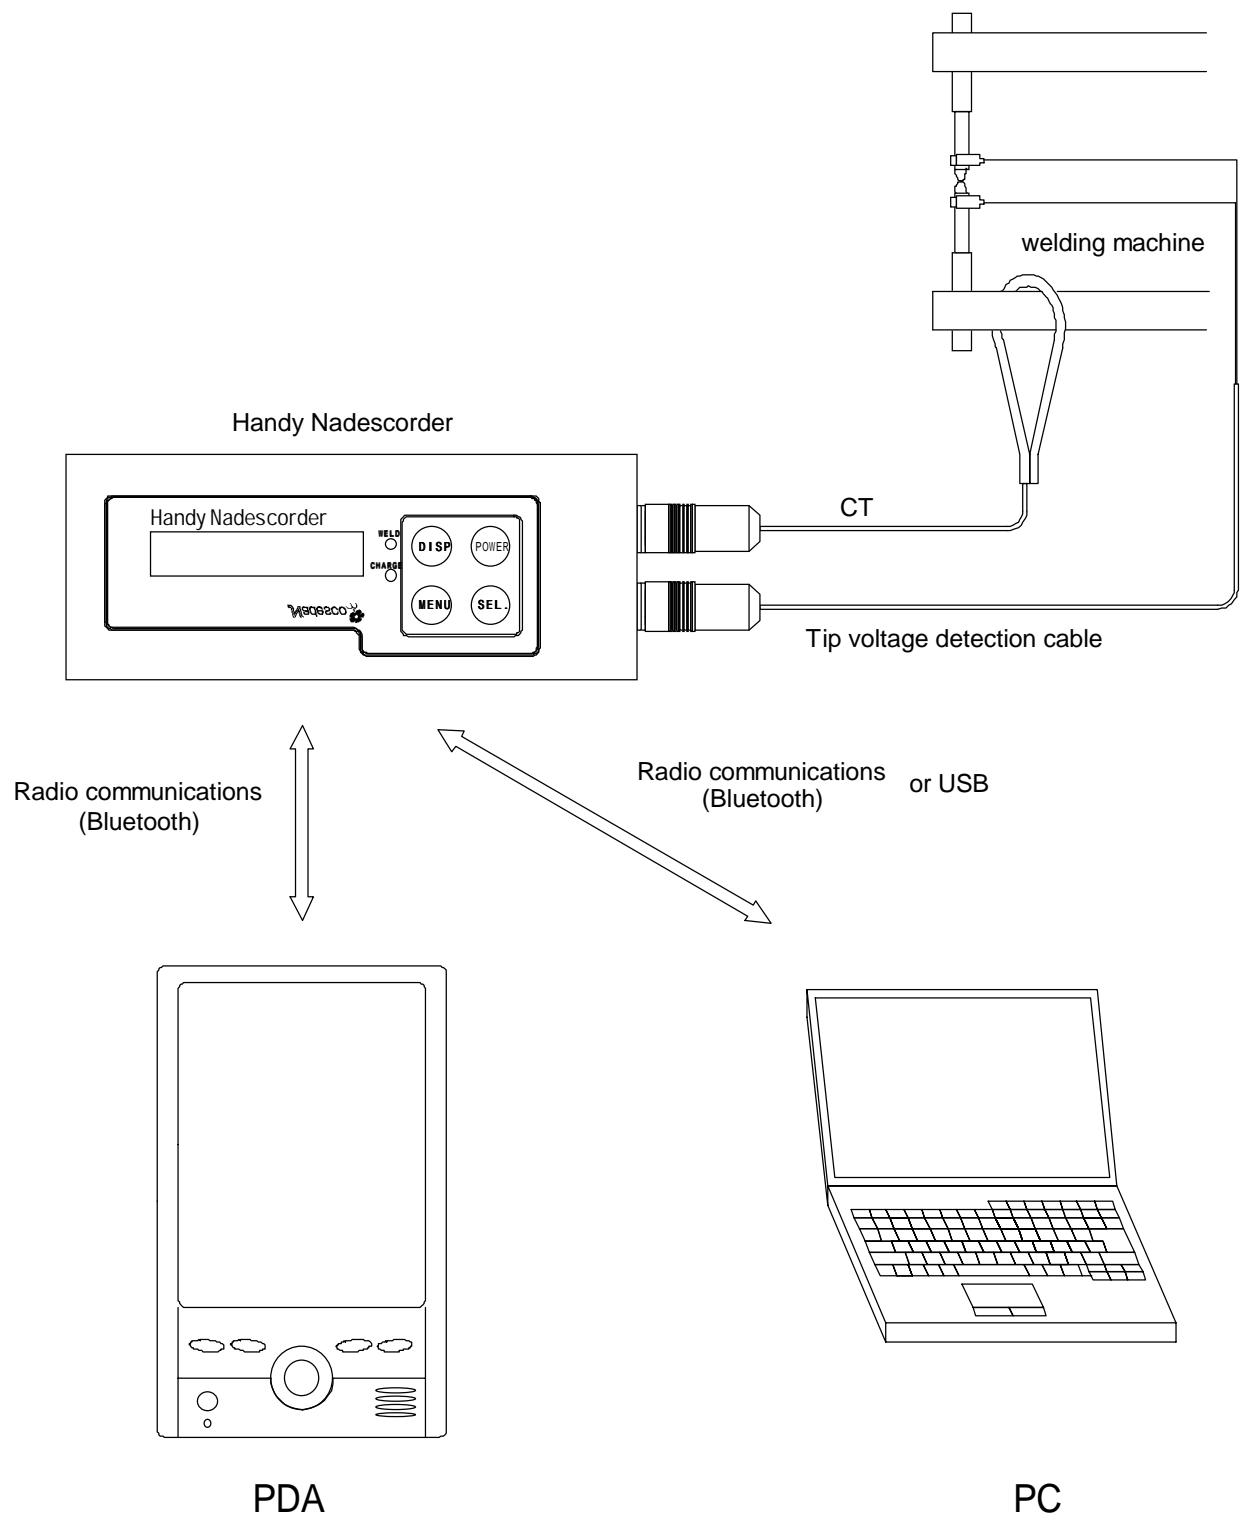 welding machine
Handy Nadescorder
CT
Handy Nadescorder
WELD
DISP
POWER
CHARGE
MENU
SEL.
Nadesco
Tip voltage detection cable
Radio communications
(Bluetooth)
or USB
Radio communications
(Bluetooth)
PDA
PC